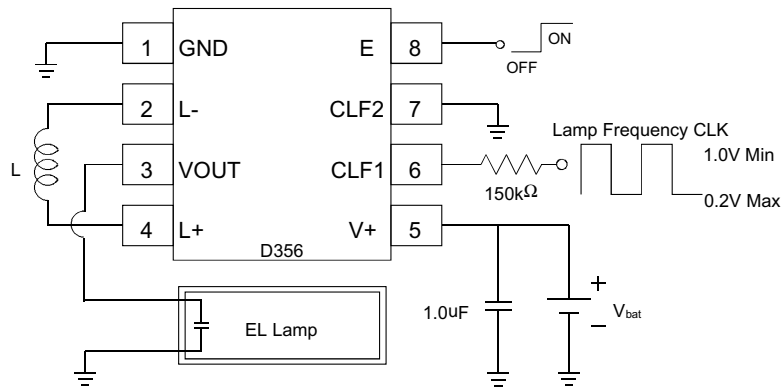 1 GND
2 L-
3 VOUT
4 L+
E 8
CLF2 7
CLF1 6
V+ 5
D356
L
ON
OFF
Lamp Frequency CLK
1.0V Min
0.2V Max
150kΩ
EL Lamp
1.0uF
+
Vbat
–